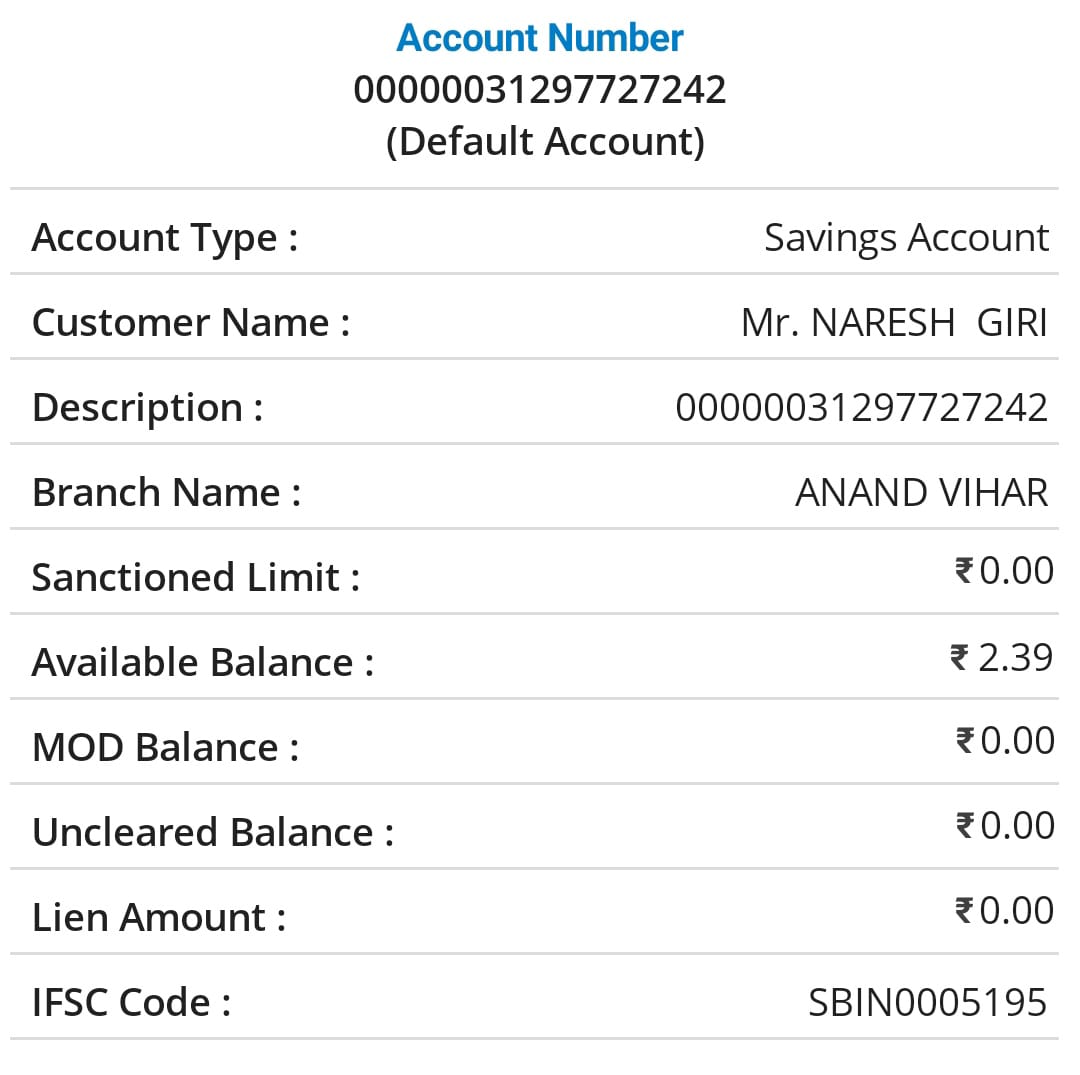 Account Number
00000031297727242
(Default Account)
Account Type : Savings Account
Customer Name : Mr. NARESH  GIRI
Description : 00000031297727242
Branch Name : ANAND VIHAR
Sanctioned Limit : ₹0.00
Available Balance : ₹ 2.39
MOD Balance : ₹0.00
Uncleared Balance : ₹0.00
Lien Amount : ₹0.00
IFSC Code : SBIN0005195